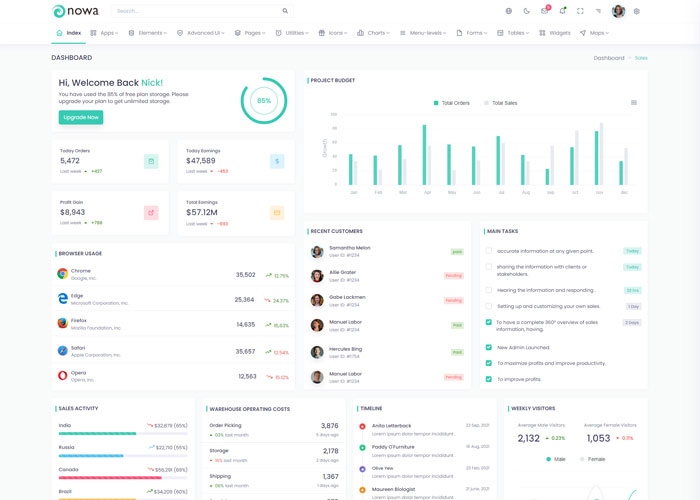 nowa
Search...
5
Index
Apps
Elements
Advanced UI
Pages
Utilities
Icons
Charts
Menu-levels
Forms
Tables
Widgets
Maps
DASHBOARD
Dashboard
Sales
Hi, Welcome Back Nick!
You have used the 85% of free plan storage. Please
upgrade your plan to get unlimited storage.
Upgrade Now
85%
Today Orders
5,472
Last week +427
Today Earnings
$47,589
Last week -453
Profit Gain
$8,943
Last week +788
Total Earnings
$57.12M
Last week -693
PROJECT BUDGET
Total Orders Total Sales
Growth
100
80
60
40
20
0
Jan Feb Mar Apr May Jun Jul Aug sep oct nov dec
BROWSER USAGE
Chrome
Google, Inc.
35,502 12.75%
Edge
Microsoft Corporation, Inc.
25,364 24.37%
Firefox
Mozilla Foundation, Inc.
14,635 15.63%
Safari
Apple Corporation, Inc.
35,657 12.54%
Opera
Opera, Inc.
12,563 15.12%
RECENT CUSTOMERS
Samantha Melon
User ID: #1234
paid
Allie Grater
User ID: #1234
Pending
Gabe Lackmen
User ID: #1234
Pending
Manuel Labor
User ID: #1234
Paid
Hercules Bing
User ID: #1754
Paid
Manuel Labor
User ID: #1234
Pending
MAIN TASKS
accurate information at any given point.
Today
sharing the information with clients or
stakeholders.
Today
Hearing the information and responding.
22 hrs
Setting up and customizing your own sales.
1 Day
To have a complete 360° overview of sales
information, having.
2 Days
New Admin Launched.
To maximize profits and improve productivity.
To improve profits.
SALES ACTIVITY
India $32,879 (65%)
Russia $22,710 (65%)
Canada $56,291 (69%)
Brazil $34,209 (60%)
WAREHOUSE OPERATING COSTS
Order Picking 3,876
03% last month 5 days ago
Storage 2,178
16% last month 2 days ago
Shipping 1,367
TIMELINE
Anita Letterback 23 Sep, 2021
Lorem ipsum dolor tempor incididunt .
Paddy O'Furniture 16 Aug, 2021
Lorem ipsum dolor tempor incididunt .
Olive Yew 23 Feb, 2021
Lorem ipsum dolor tempor incididunt .
Maureen Biologist 21 june, 2021
Lorem ipsum dolor tempor incididunt .
WEEKLY VISITORS
Average Male Visitors
2,132 0.23%
Average Female Visitors
1,053 0.11%
Male Female